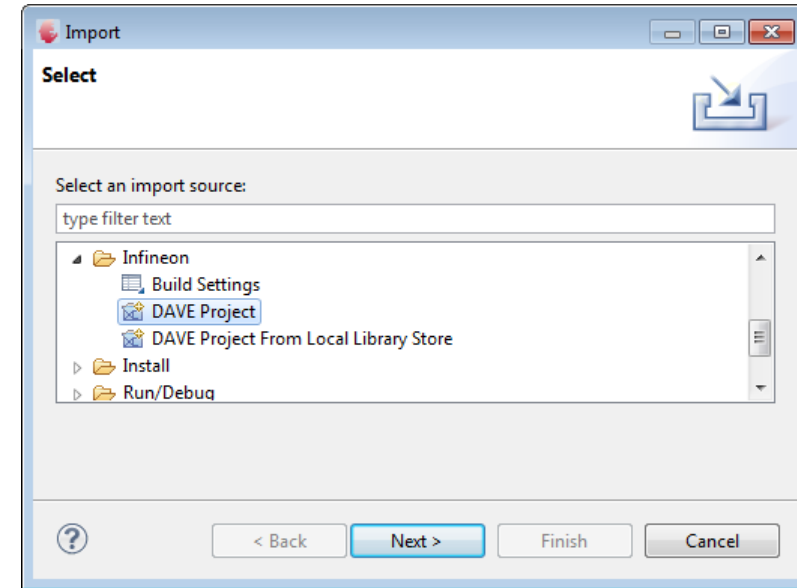 Import
Select
Select an import source:
type filter text
Infineon
Build Settings
DAVE Project
DAVE Project From Local Library Store
Install
Run/Debug
?
< Back
Next >
Finish
Cancel